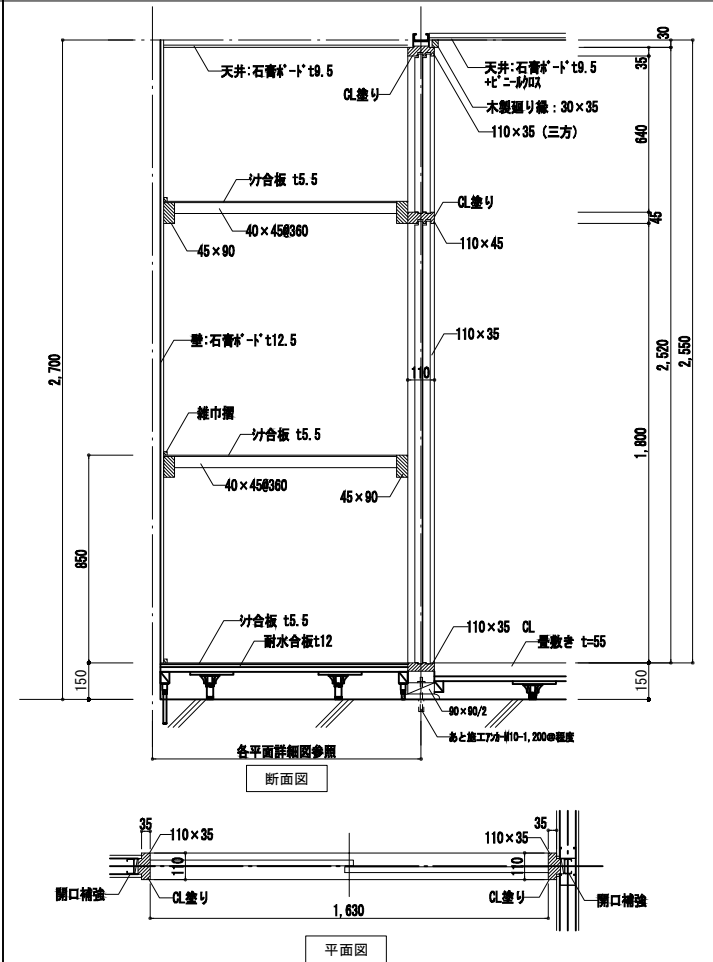 天井:石膏ボードt9.5
CL塗り
天井:石膏ボードt9.5
+ビニールクロス
木製廻り縁：30×35
110×35 (三方)
30
35
640
45
シナ合板 t5.5
40×45@360
45×90
CL塗り
110×45
壁:石膏ボードt12.5
110×35
110
2,700
2,520
2,550
1,800
雑巾摺
シナ合板 t5.5
40×45@360
45×90
850
シナ合板 t5.5
耐水合板t12
110×35 CL
畳敷き t=55
150
150
90×90/2
あと施工アンカーM10-1,200@程度
各平面詳細図参照
断面図
35
110×35
110
開口補強
CL塗り
1,630
110×35
35
110
CL塗り
開口補強
平面図